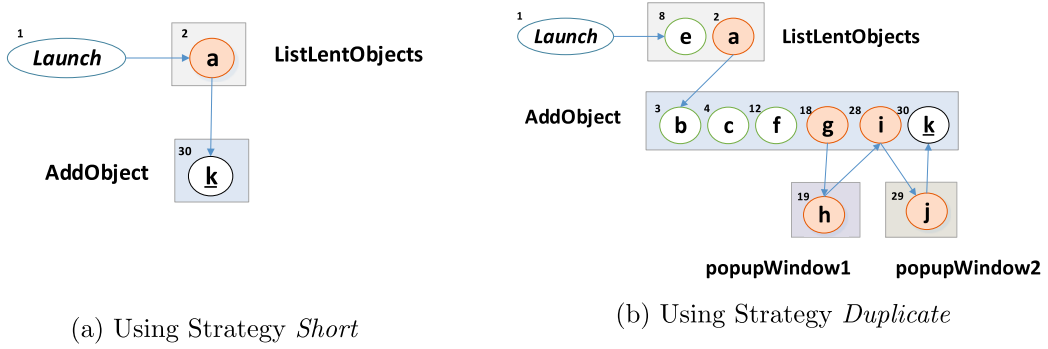 1
Launch
2
a
ListLentObjects
30
k
AddObject
(a) Using Strategy Short
1
Launch
8
e
2
a
ListLentObjects
AddObject
3
b
4
c
12
f
18
g
28
i
30
k
19
h
29
j
popupWindow1
popupWindow2
(b) Using Strategy Duplicate